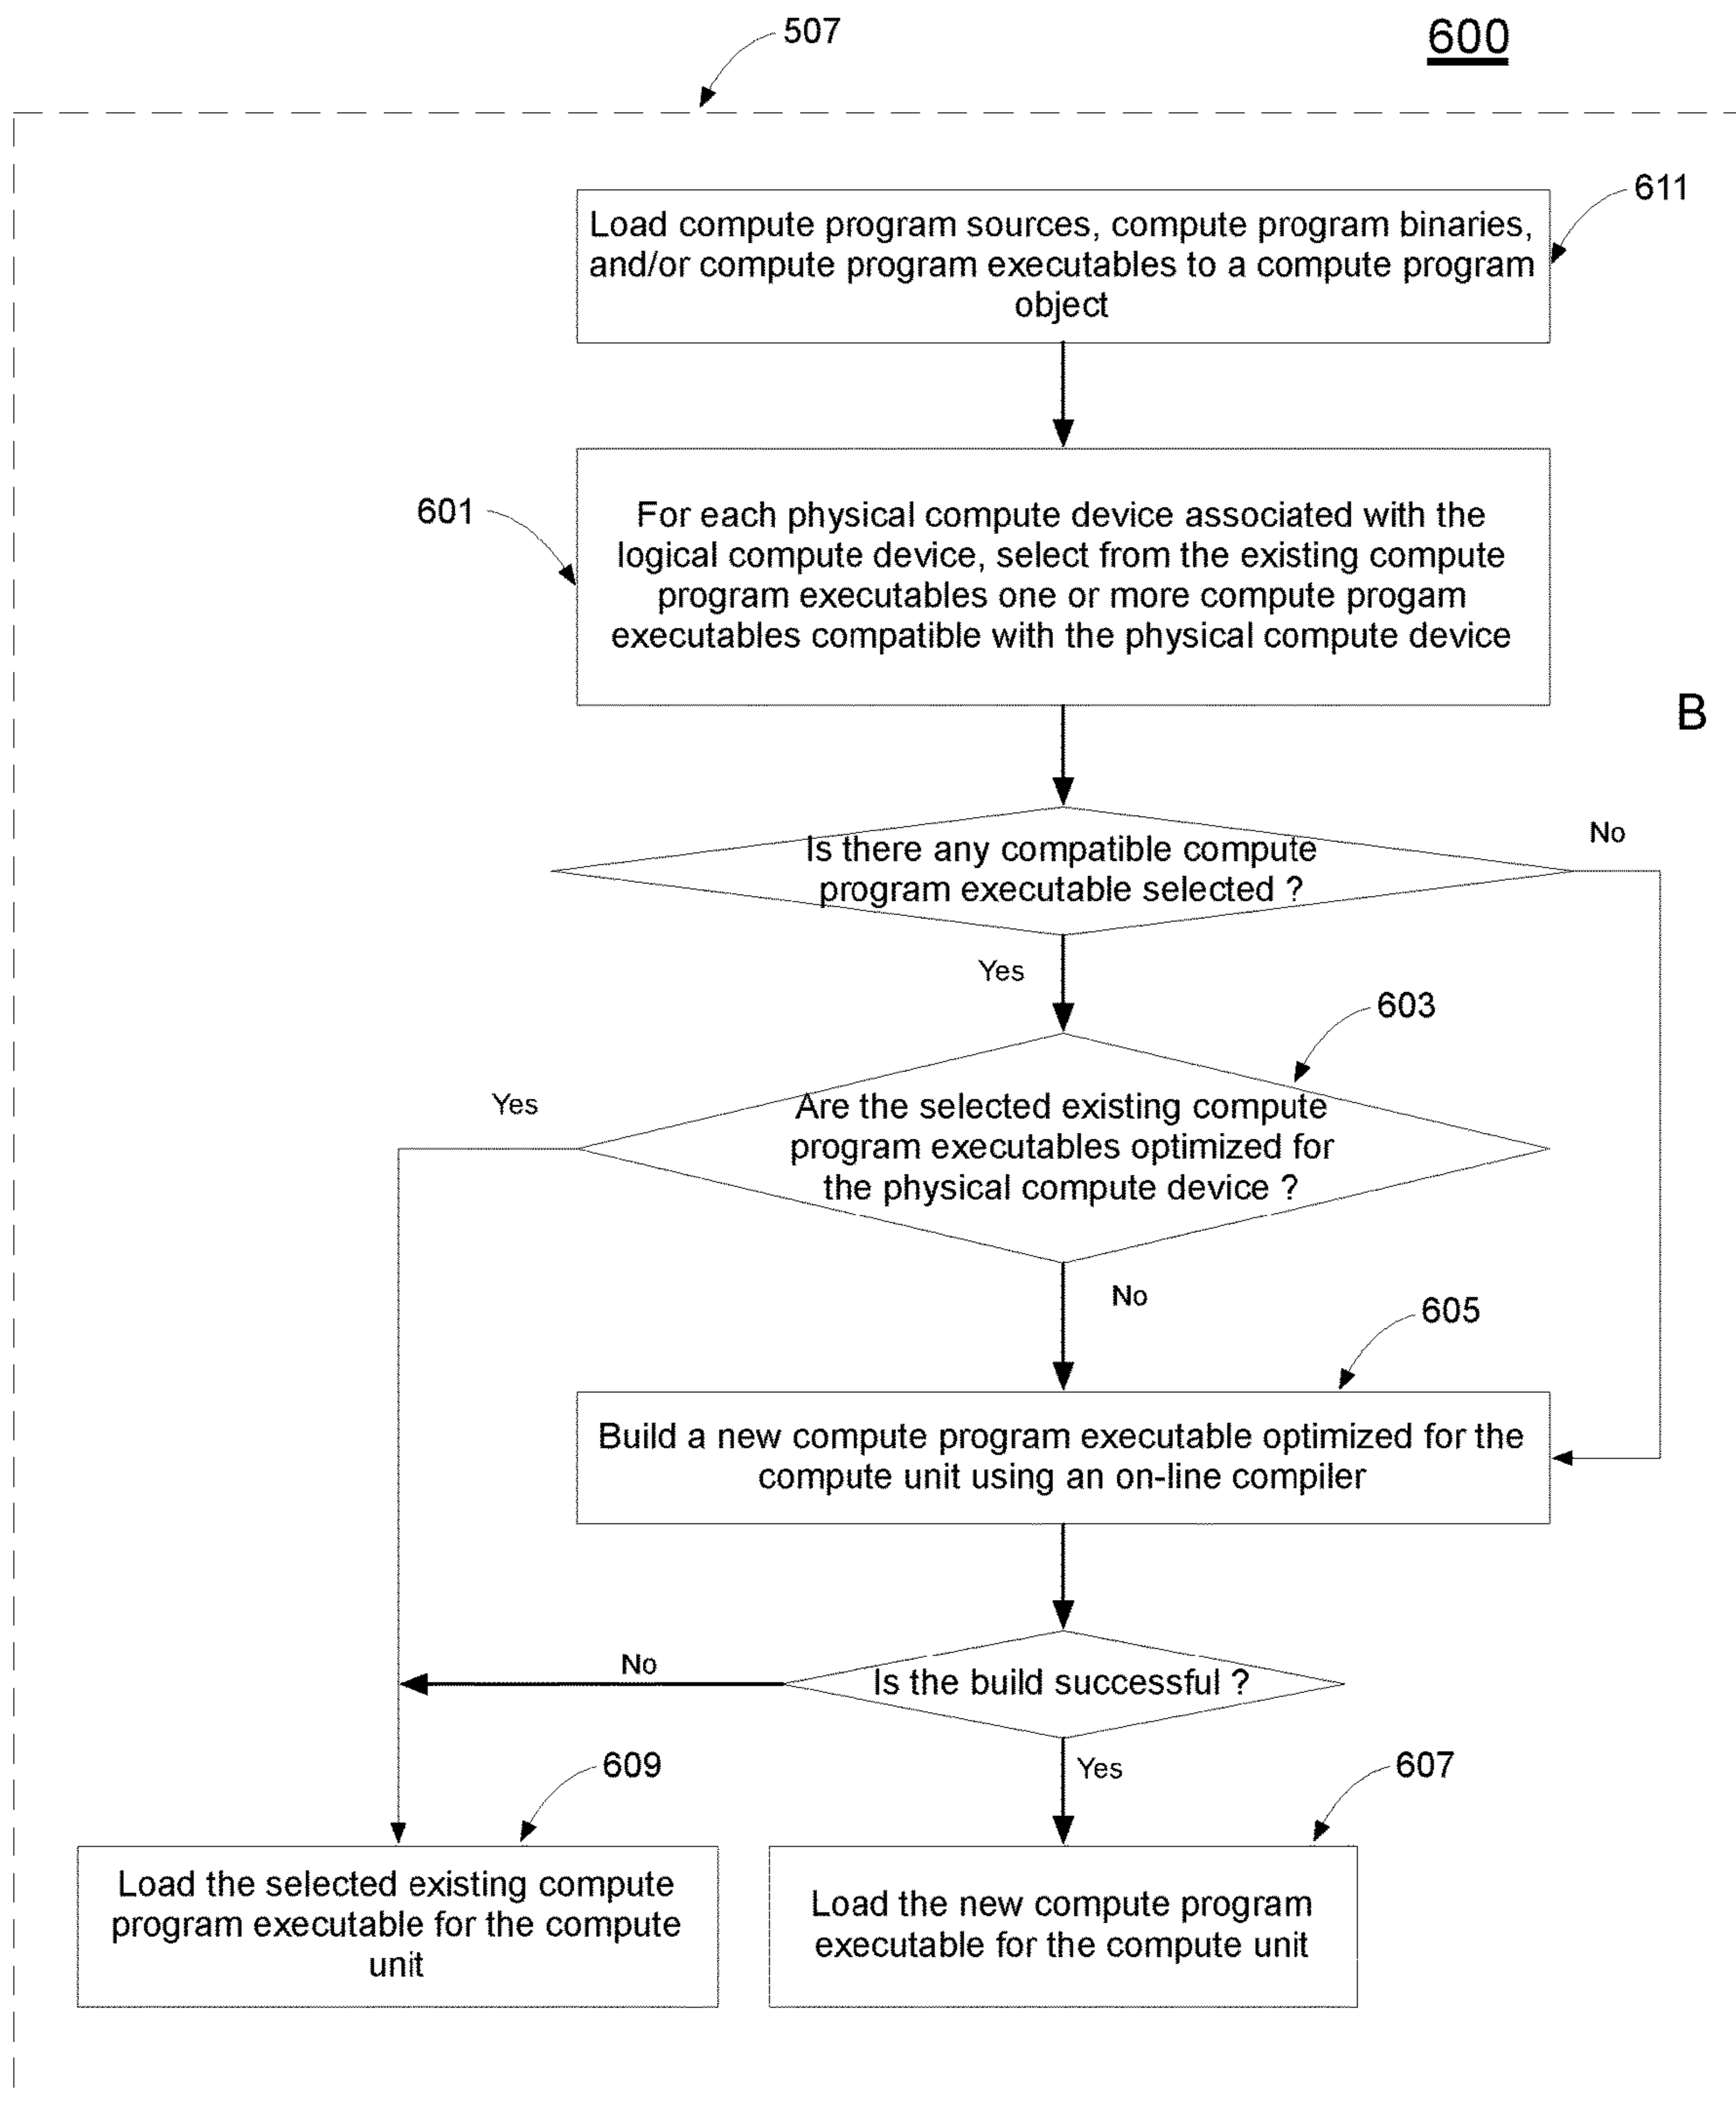 507
600
611
Load compute program sources, compute program binaries,
and/or compute program executables to a compute program
object
601
For each physical compute device associated with the
logical compute device, select from the existing compute
program executables one or more compute progam
executables compatible with the physical compute device
B
Is there any compatible compute
program executable selected ?
No
Yes
603
Yes
Are the selected existing compute
program executables optimized for
the physical compute device ?
No
605
Build a new compute program executable optimized for the
compute unit using an on-line compiler
No
Is the build successful ?
Yes
609
607
Load the selected existing compute
program executable for the compute
unit
Load the new compute program
executable for the compute unit